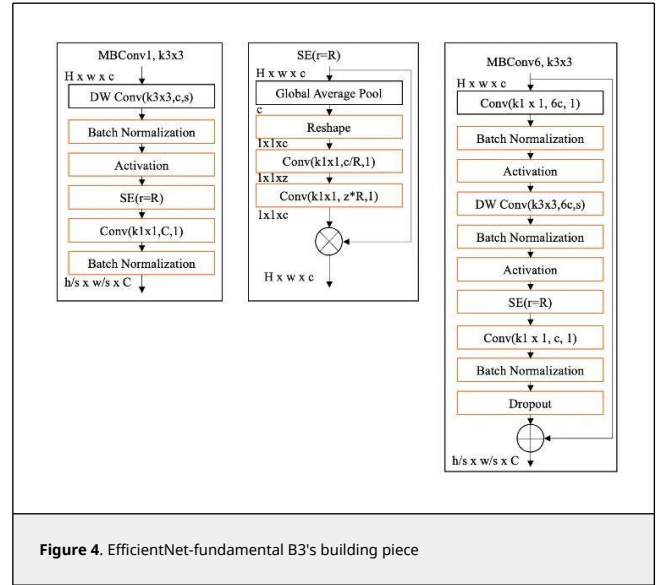 MBConv1, k3x3
H x w x c
DW Conv(k3x3,c,s)
Batch Normalization
Activation
SE(r=R)
Conv(k1x1,C,1)
Batch Normalization
h/s x w/s x C
SE(r=R)
H x w x c
Global Average Pool
c
Reshape
1x1xc
Conv(k1x1,c/R,1)
1x1xz
Conv(k1x1, z*R,1)
1x1xc
H x w x c
MBConv6, k3x3
H x w x c
Conv(k1 x 1, 6c, 1)
Batch Normalization
Activation
DW Conv(k3x3,6c,s)
Batch Normalization
Activation
SE(r=R)
Conv(k1 x 1, c, 1)
Batch Normalization
Dropout
h/s x w/s x C
Figure 4. EfficientNet-fundamental B3's building piece